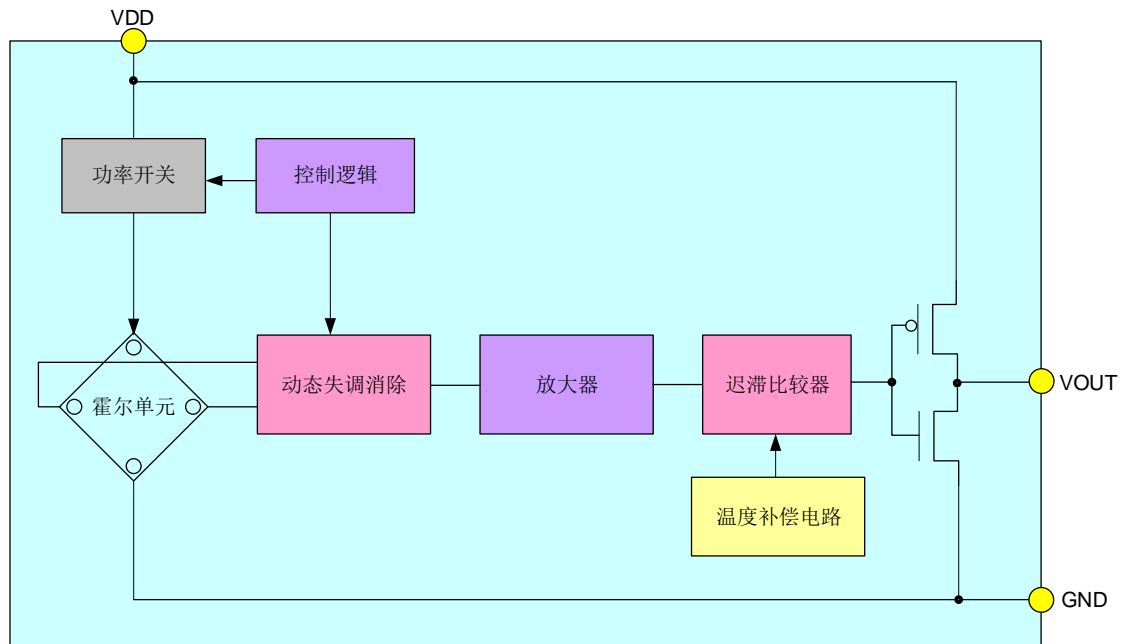 VDD
功率开关
控制逻辑
霍尔单元
动态失调消除
放大器
迟滞比较器
VOUT
温度补偿电路
GND